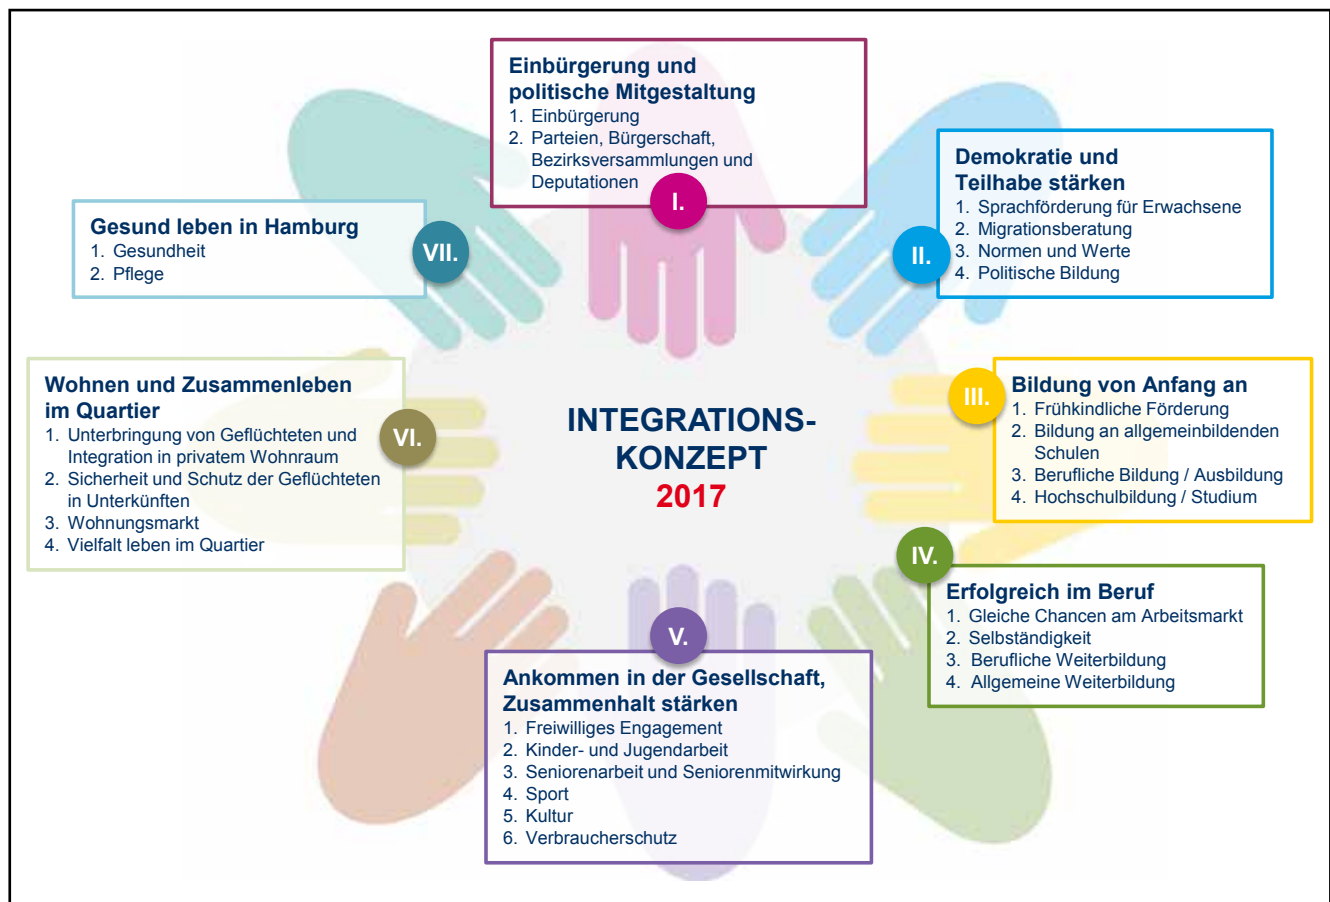 Einbürgerung und
politische Mitgestaltung
1. Einbürgerung
2. Parteien, Bürgerschaft,
Bezirksversammlungen und
Deputationen
I.
Demokratie und
Teilhabe stärken
1. Sprachförderung für Erwachsene
2. Migrationsberatung
3. Normen und Werte
4. Politische Bildung
II.
Bildung von Anfang an
1. Frühkindliche Förderung
2. Bildung an allgemeinbildenden
Schulen
3. Berufliche Bildung / Ausbildung
4. Hochschulbildung / Studium
III.
Erfolgreich im Beruf
1. Gleiche Chancen am Arbeitsmarkt
2. Selbständigkeit
3. Berufliche Weiterbildung
4. Allgemeine Weiterbildung
IV.
Ankommen in der Gesellschaft,
Zusammenhalt stärken
1. Freiwilliges Engagement
2. Kinder- und Jugendarbeit
3. Seniorenarbeit und Seniorenmitwirkung
4. Sport
5. Kultur
6. Verbraucherschutz
V.
Wohnen und Zusammenleben
im Quartier
1. Unterbringung von Geflüchteten und
Integration in privatem Wohnraum
2. Sicherheit und Schutz der Geflüchteten
in Unterkünften
3. Wohnungsmarkt
4. Vielfalt leben im Quartier
VI.
Gesund leben in Hamburg
1. Gesundheit
2. Pflege
VII.
INTEGRATIONS-
KONZEPT
2017